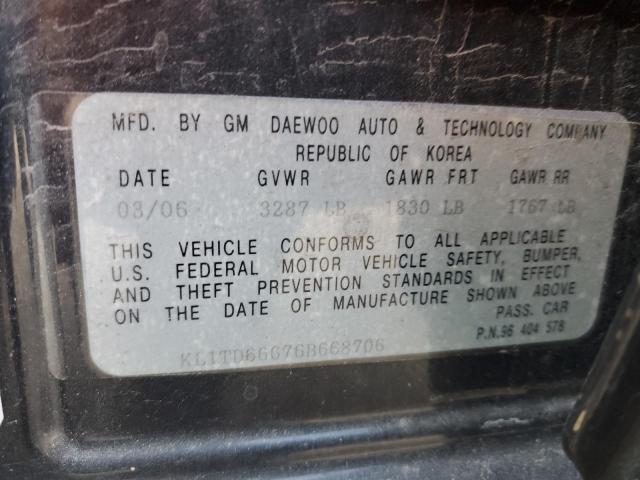 MFD. BY GM DAEWOO AUTO & TECHNOLOGY COMPANY
REPUBLIC OF KOREA
DATE GVWR GAWR FRT GAWR RR
03/06 3287 LB 1830 LB 1767 LB
THIS VEHICLE CONFORMS TO ALL APPLICABLE
U.S. FEDERAL MOTOR VEHICLE SAFETY, BUMPER,
AND THEFT PREVENTION STANDARDS IN EFFECT
ON THE DATE OF MANUFACTURE SHOWN ABOVE
PASS. CAR
P.N.96 404 578
KL1TD66676B668706